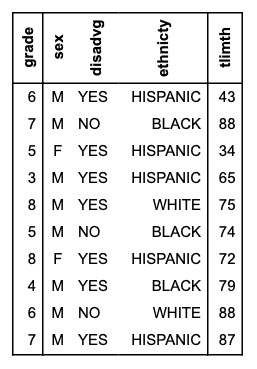 grade sex disadvg ethnicty tlimth
6 M YES HISPANIC 43
7 M NO BLACK 88
5 F YES HISPANIC 34
3 M YES HISPANIC 65
8 M YES WHITE 75
5 M NO BLACK 74
8 F YES HISPANIC 72
4 M YES BLACK 79
6 M NO WHITE 88
7 M YES HISPANIC 87